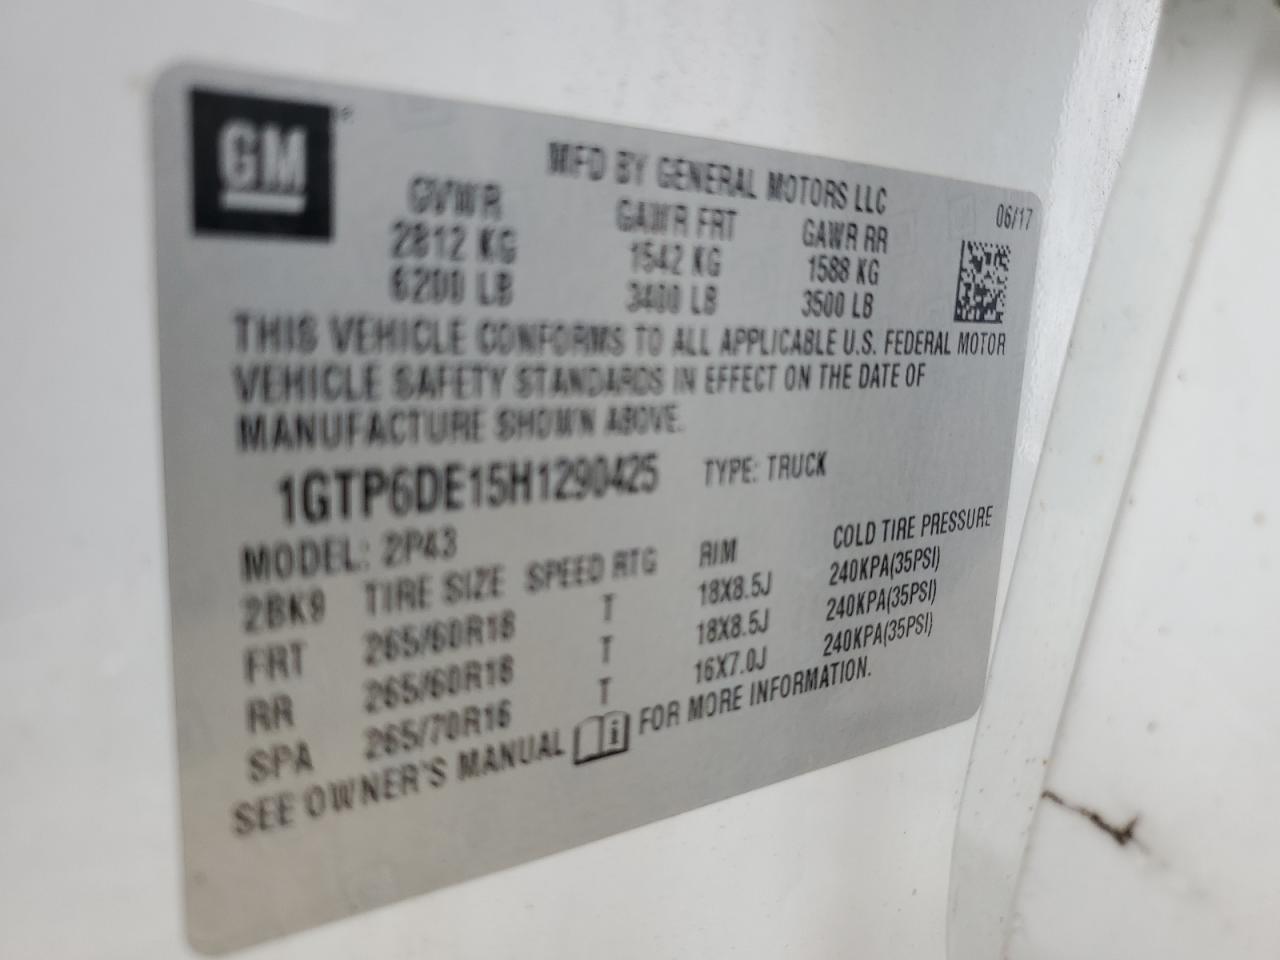 GM
MFD BY GENERAL MOTORS LLC
06/17
GVWR GAWR FRT GAWR RR
2812 KG 1542 KG 1588 KG
6200 LB 3400 LB 3500 LB
THIS VEHICLE CONFORMS TO ALL APPLICABLE U.S. FEDERAL MOTOR
VEHICLE SAFETY STANDARDS IN EFFECT ON THE DATE OF
MANUFACTURE SHOWN ABOVE.
1GTP6DE15H1290425 TYPE: TRUCK
MODEL: 2P43
2BK9 TIRE SIZE SPEED RTG RIM COLD TIRE PRESSURE
FRT 265/60R18 T 18X8.5J 240KPA(35PSI)
RR 265/60R18 T 18X8.5J 240KPA(35PSI)
SPA 265/70R16 T 16X7.0J 240KPA(35PSI)
SEE OWNER'S MANUAL i FOR MORE INFORMATION.